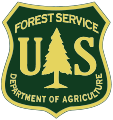 FOREST SERVICE
U S
DEPARTMENT OF AGRICULTURE